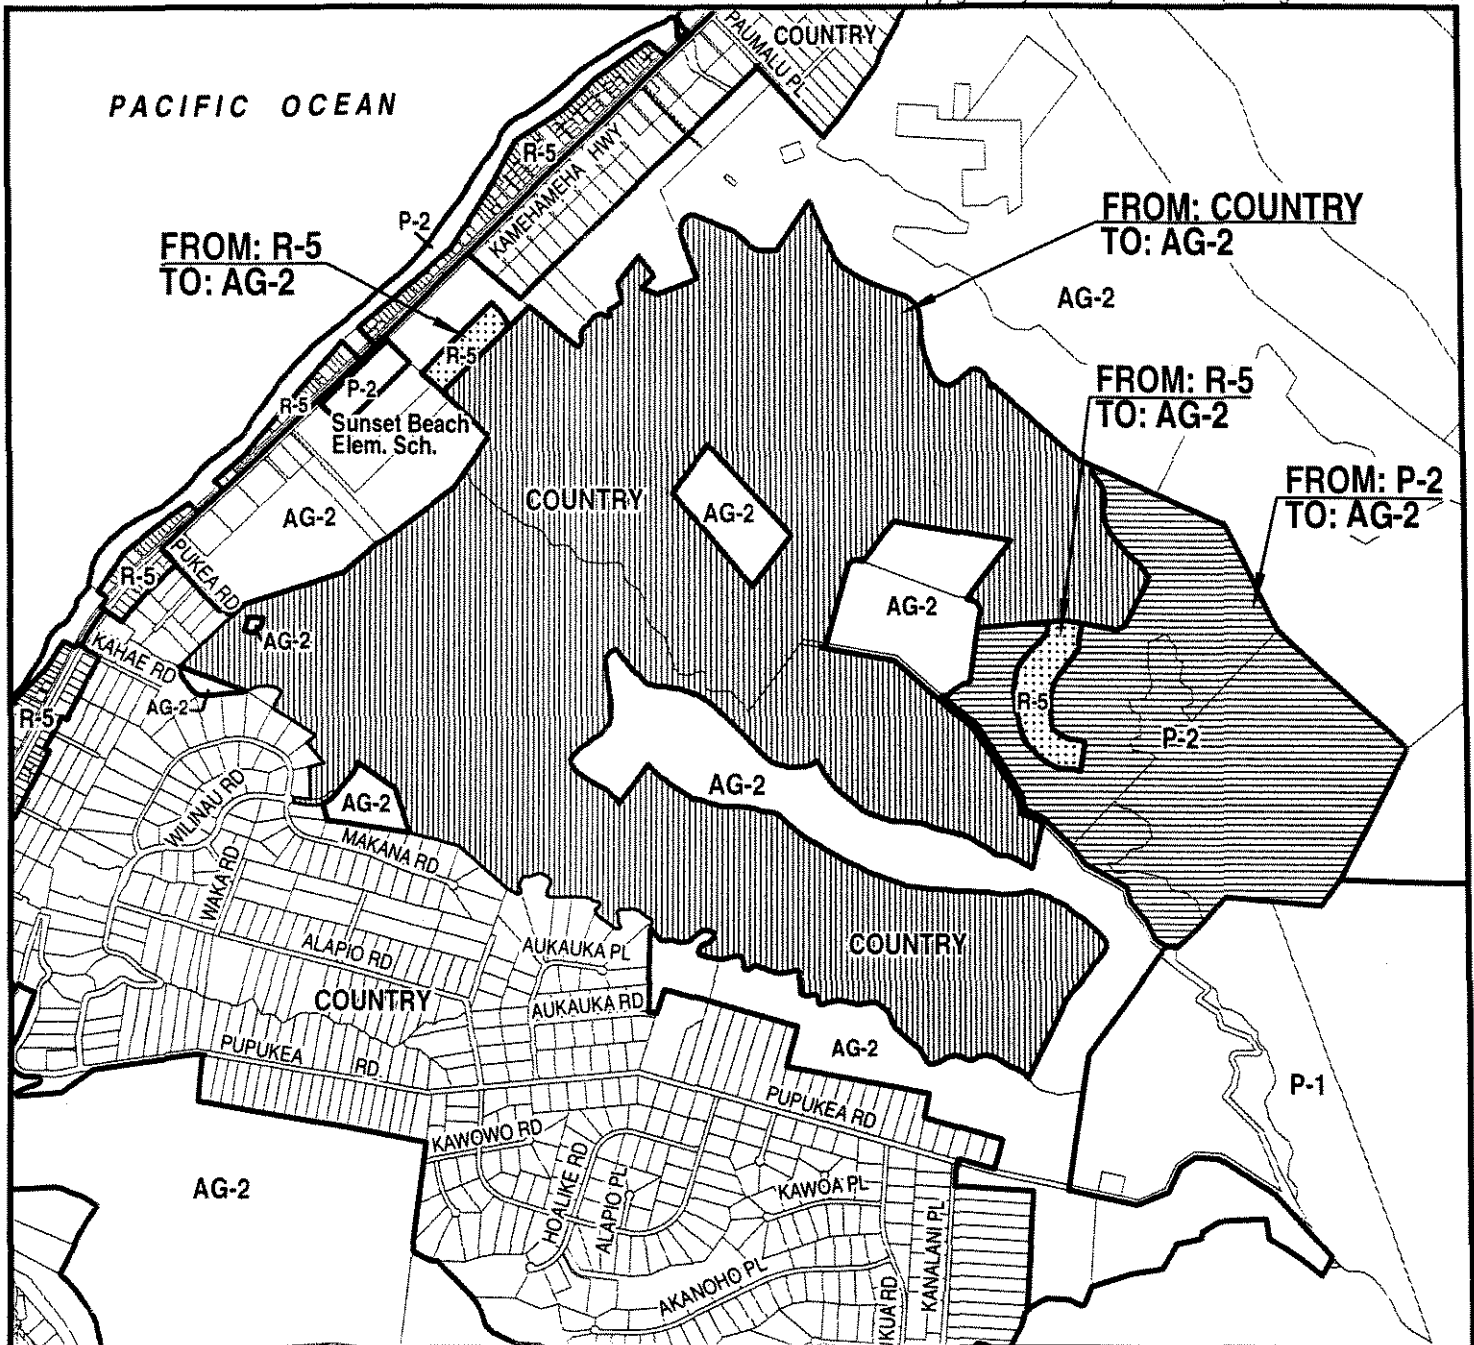 PAUMALU PL
COUNTRY
PACIFIC OCEAN
R-5
KAMEHAMEHA HWY
P-2
FROM: R-5
TO: AG-2
FROM: COUNTRY
TO: AG-2
AG-2
R-5
P-2
R-5
Sunset Beach
Elem. Sch.
FROM: R-5
TO: AG-2
FROM: P-2
TO: AG-2
COUNTRY
AG-2
AG-2
PUKEA RD
R-5
AG-2
AG-2
KAHAE RD
AG-2
R-5
R-5
P-2
AG-2
AG-2
WILINAU RD
MAKANA RD
WAKA RD
ALAPIO RD
AUKAUKA PL
COUNTRY
COUNTRY
AUKAUKA RD
PUPUKEA RD
AG-2
P-1
PUPUKEA RD
KAWOWO RD
HOALIKE RD
ALAPIO PL
KAWOA PL
AG-2
KANALANI PL
AKANOHO PL
IKUA RD